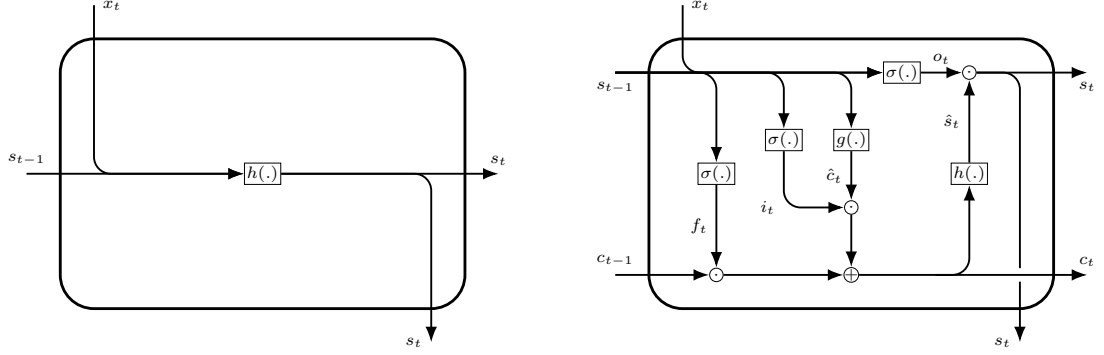 x_t
s_{t-1}
h(.)
s_t
s_t
x_t
s_{t-1}
σ(.)
o_t
⊙
s_t
ŝ_t
σ(.)
g(.)
σ(.)
ĉ_t
h(.)
i_t
⊙
f_t
c_{t-1}
⊙
⊕
c_t
s_t